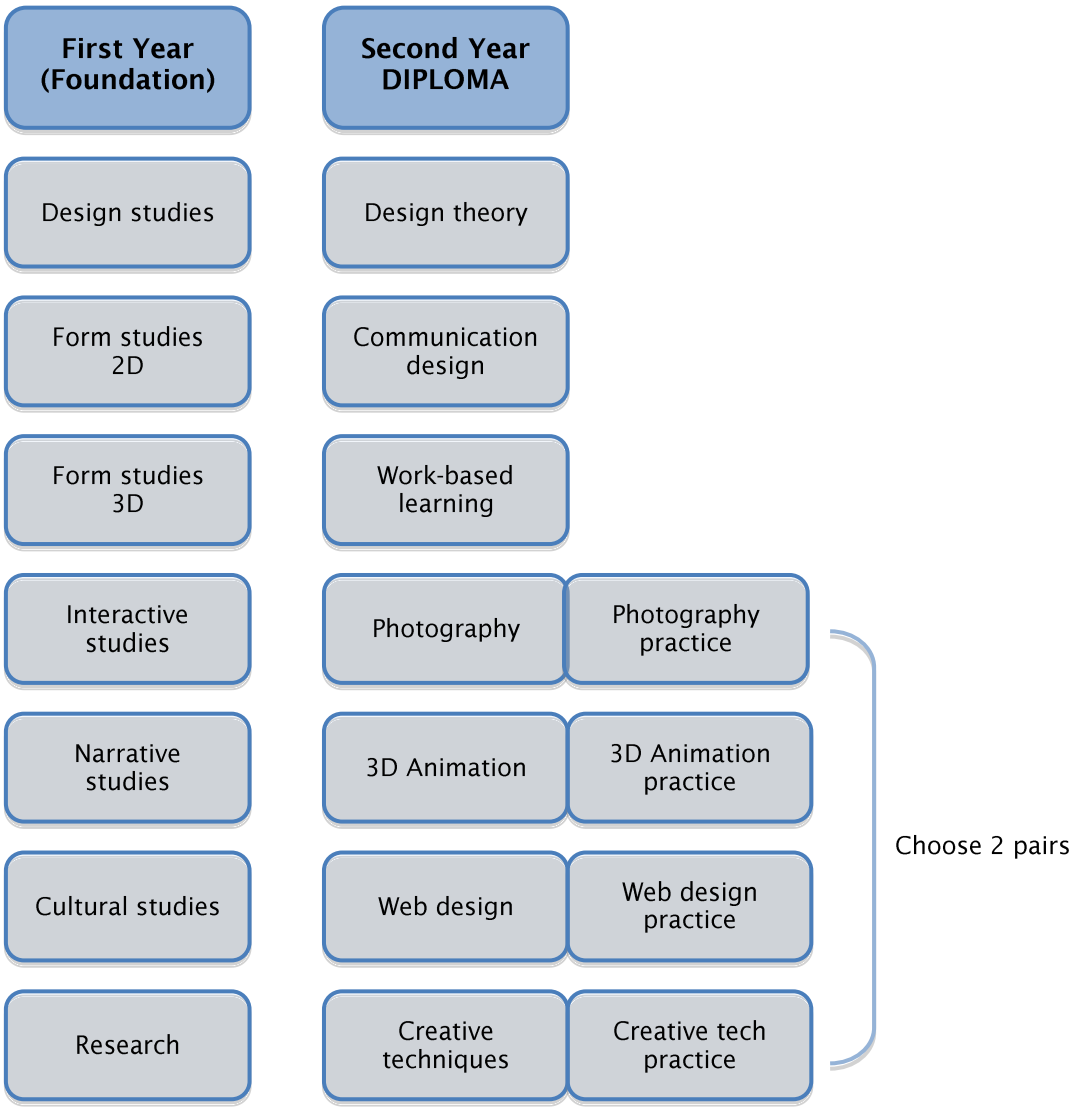 First Year
(Foundation)
Second Year
DIPLOMA
Design studies
Design theory
Form studies
2D
Communication
design
Form studies
3D
Work-based
learning
Interactive
studies
Photography
Photography
practice
Narrative
studies
3D Animation
3D Animation
practice
Choose 2 pairs
Cultural studies
Web design
Web design
practice
Research
Creative
techniques
Creative tech
practice